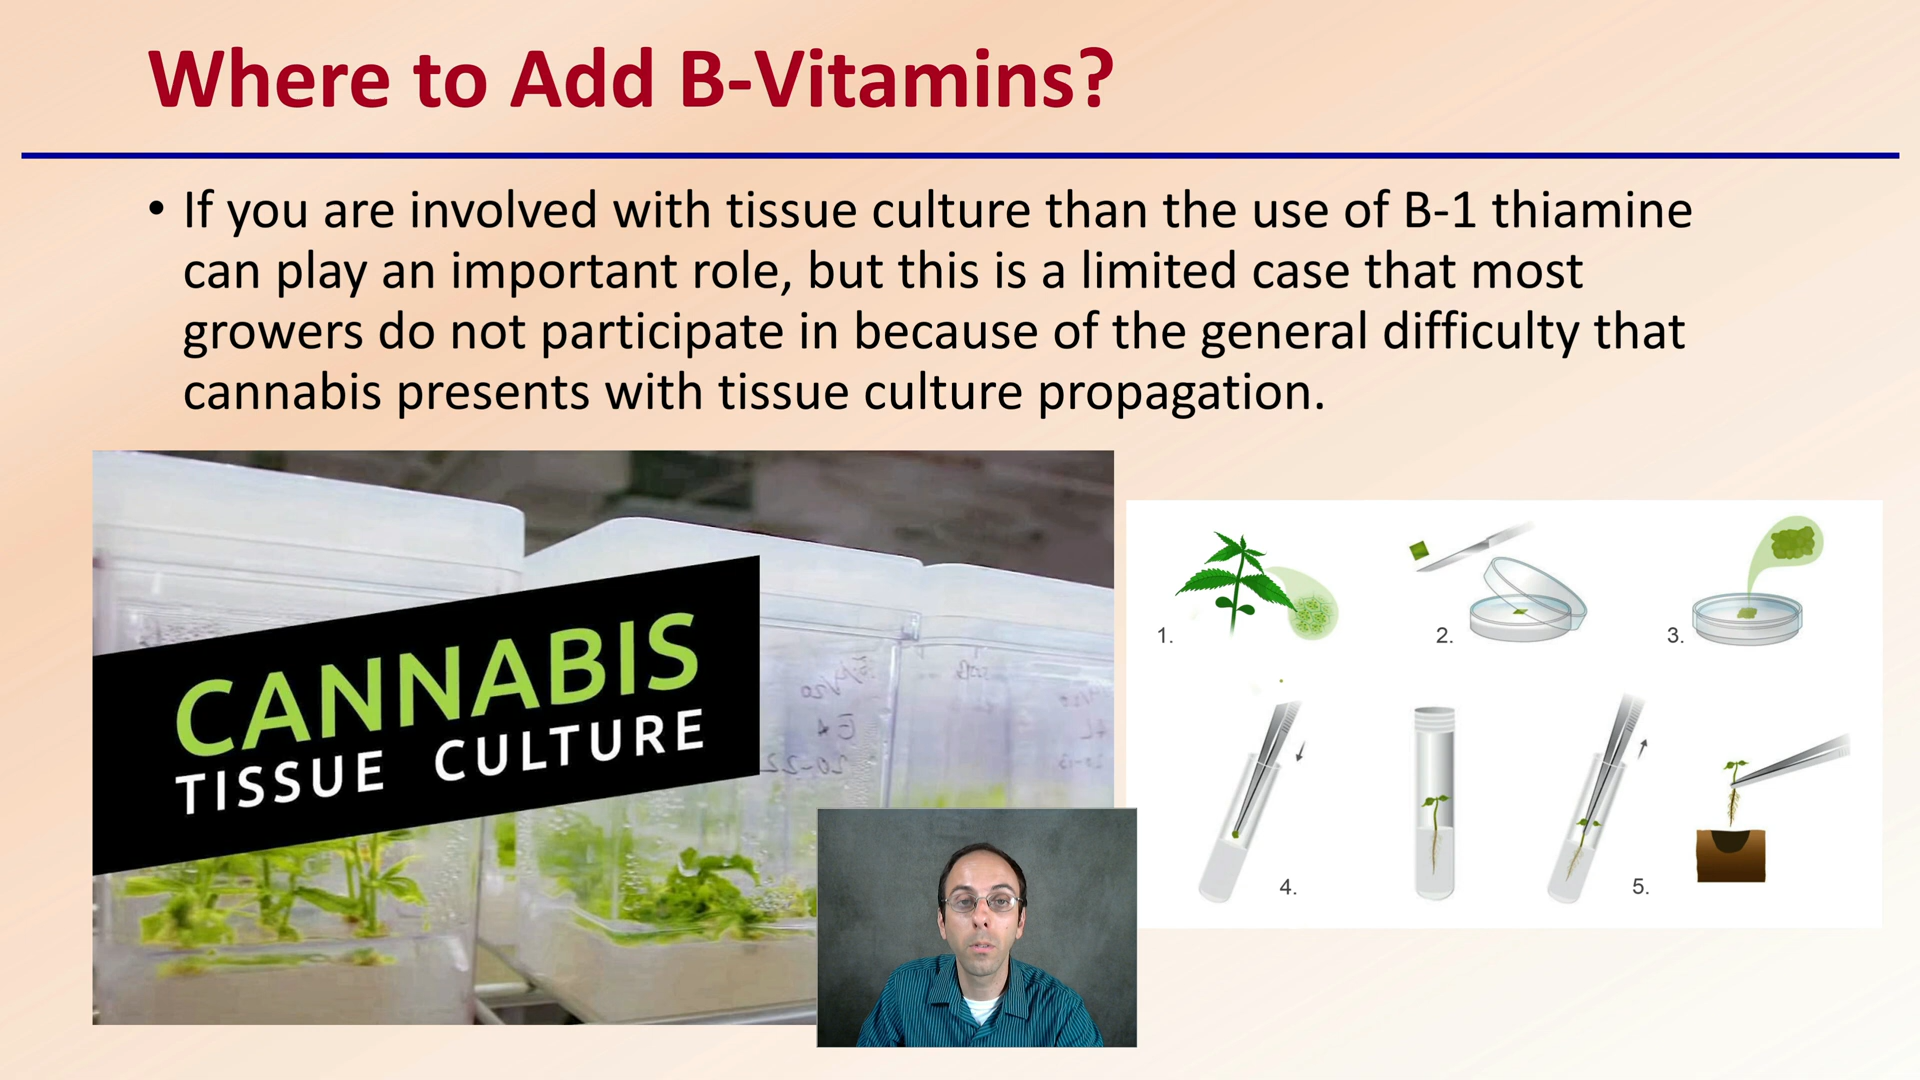 Where to Add B-Vitamins?
• If you are involved with tissue culture than the use of B-1 thiamine
can play an important role, but this is a limited case that most
growers do not participate in because of the general difficulty that
cannabis presents with tissue culture propagation.
CANNABIS
TISSUE CULTURE
1.
2.
3.
4.
5.